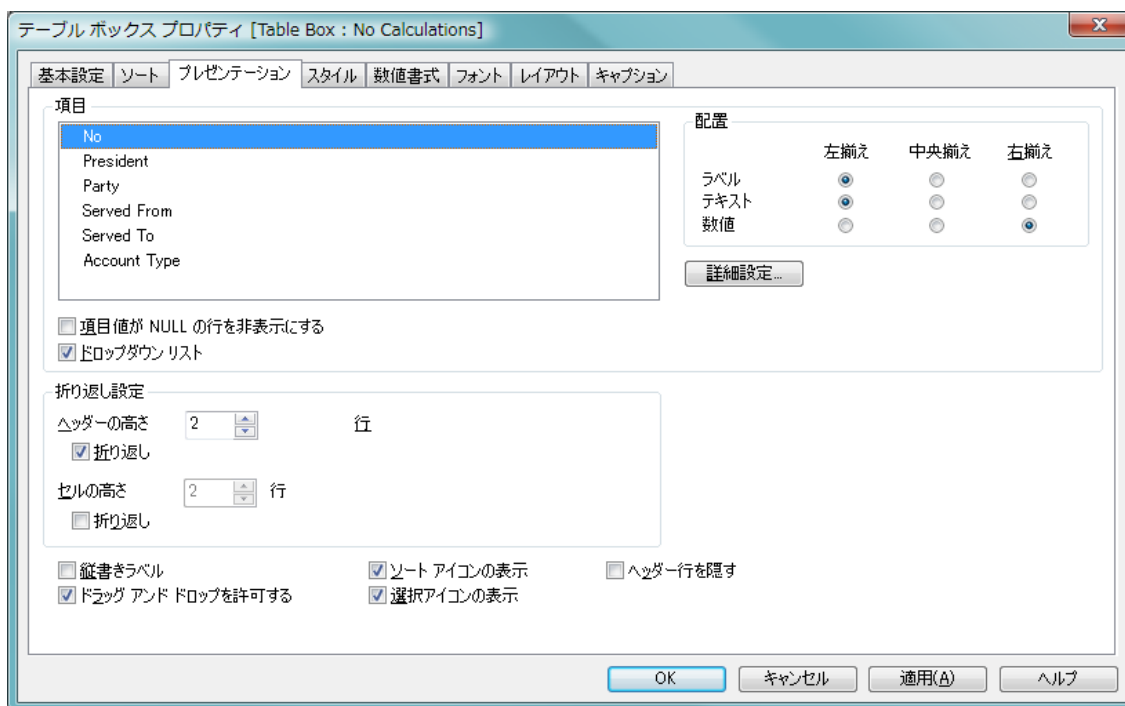 テーブル ボックス プロパティ [Table Box : No Calculations]
基本設定 ソート プレゼンテーション スタイル 数値書式 フォント レイアウト キャプション
項目
No
President
Party
Served From
Served To
Account Type
配置
左揃え 中央揃え 右揃え
ラベル
テキスト
数値
詳細設定...
項目値が NULL の行を非表示にする
ドロップダウン リスト
折り返し設定
ヘッダーの高さ 2 行
折り返し
セルの高さ 2 行
折り返し
縦書きラベル ソート アイコンの表示 ヘッダー行を隠す
ドラッグ アンド ドロップを許可する 選択アイコンの表示
OK キャンセル 適用(A) ヘルプ